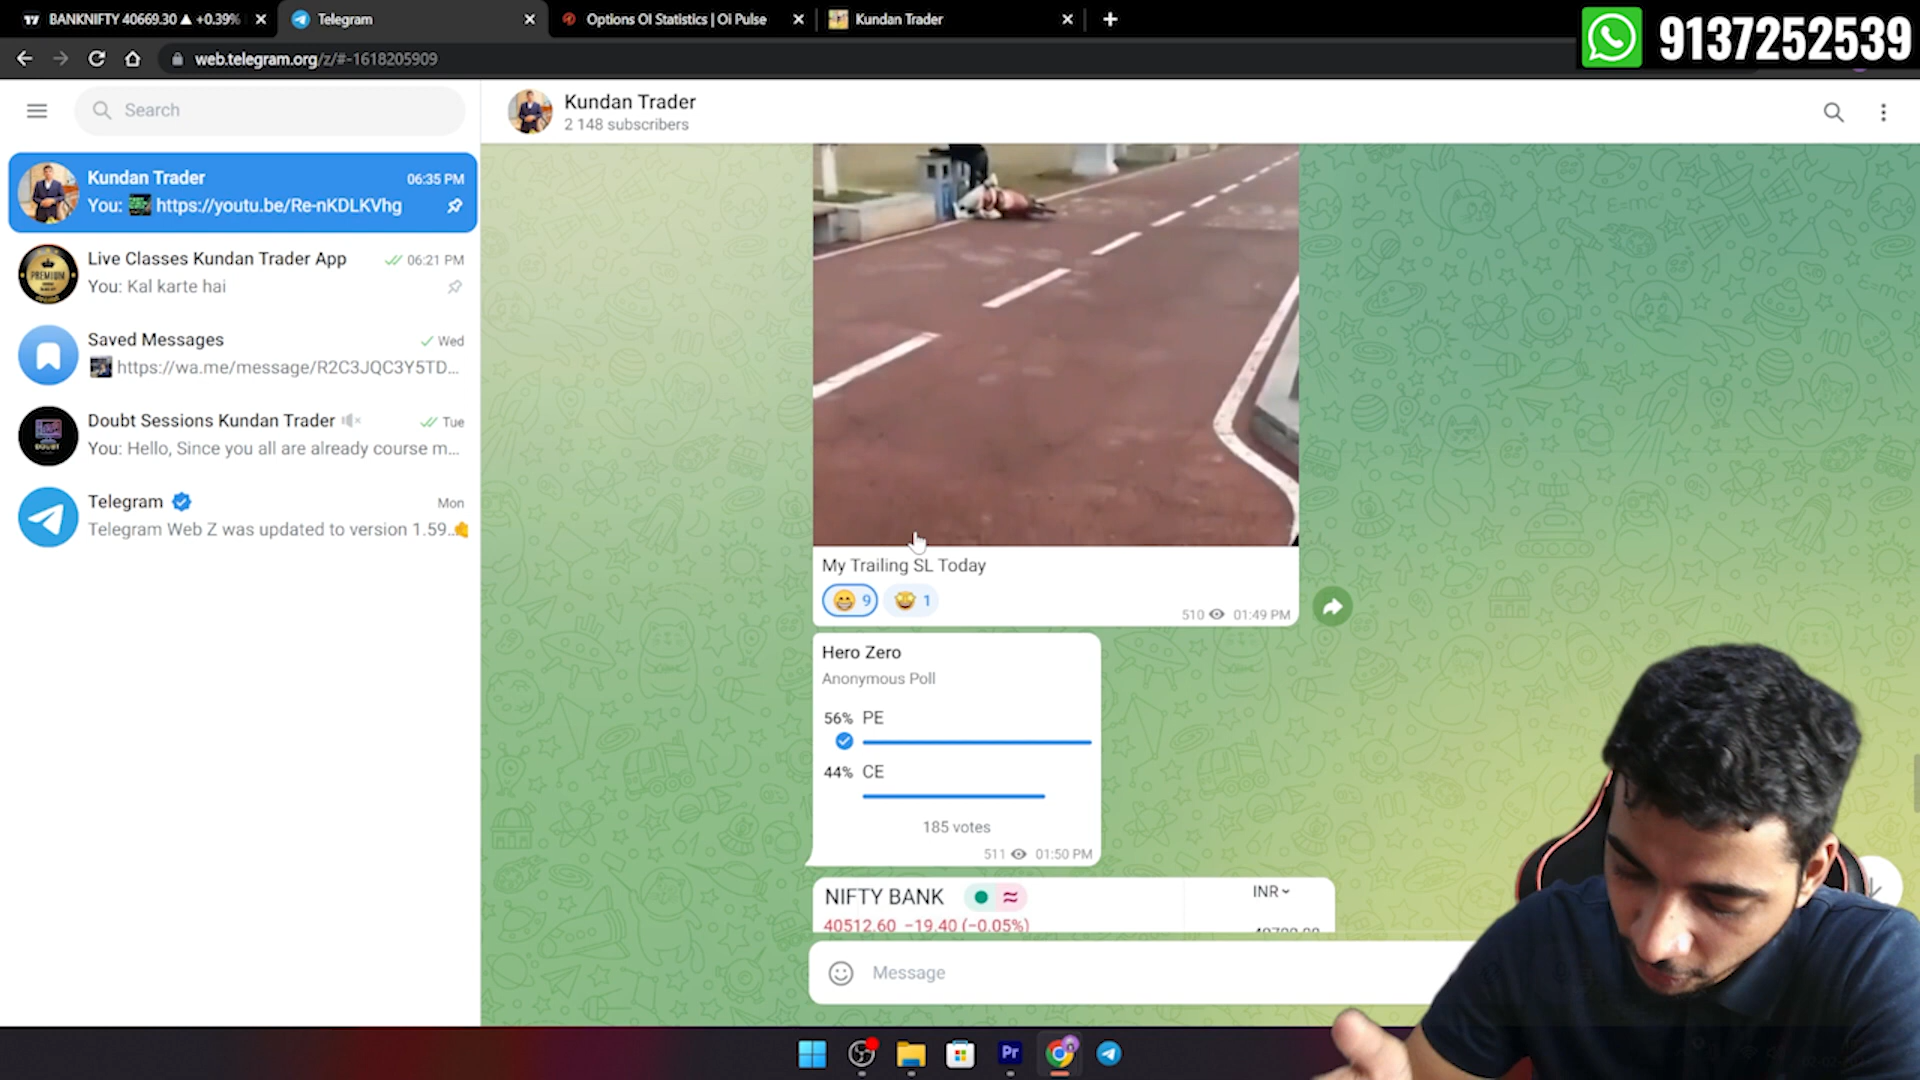 BANKNIFTY 40669.30 ▲ +0.39%
Telegram
Options OI Statistics | Oi Pulse
Kundan Trader
9137252539
web.telegram.org/z/#-1618205909
Search
Kundan Trader
2 148 subscribers
Kundan Trader 06:35 PM
You: https://youtu.be/Re-nKDLKVhg
Live Classes Kundan Trader App 06:21 PM
You: Kal karte hai
Saved Messages Wed
https://wa.me/message/R2C3JQC3Y5TD...
Doubt Sessions Kundan Trader Tue
You: Hello, Since you all are already course m...
Telegram Mon
Telegram Web Z was updated to version 1.59..
My Trailing SL Today
9 1
510 01:49 PM
Hero Zero
Anonymous Poll
56% PE
44% CE
185 votes
511 01:50 PM
NIFTY BANK INR
40512.60 −19.40 (−0.05%)
Message
Pr